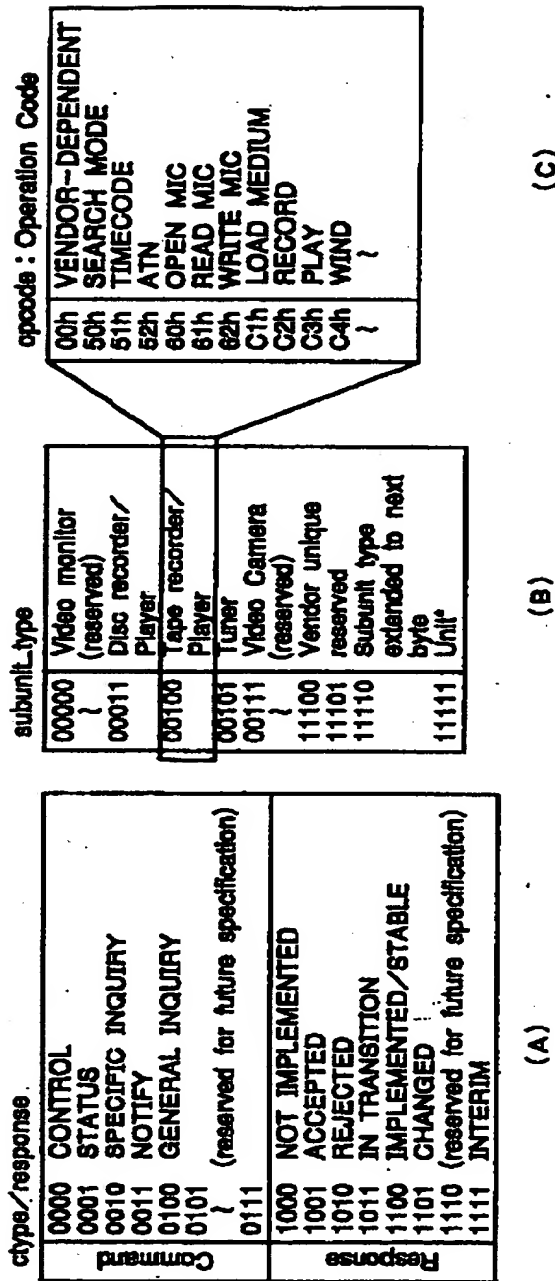 ctype/response
Command
0000 CONTROL
0001 STATUS
0010 SPECIFIC INQUIRY
0011 NOTIFY
0100 GENERAL INQUIRY
0101
~ (reserved for future specification)
0111
Response
1000 NOT IMPLEMENTED
1001 ACCEPTED
1010 REJECTED
1011 IN TRANSITION
1100 IMPLEMENTED/STABLE
1101 CHANGED
1110 (reserved for future specification)
1111 INTERIM
(A)
subunit_type
00000 Video monitor
~ (reserved)
00011 Disc recorder/
Player
00100 Tape recorder/
Player
00101 Tuner
00111 Video Camera
~ (reserved)
11100 Vendor unique
11101 reserved
11110 Subunit type
extended to next
byte
11111 Unit*
(B)
opcode : Operation Code
00h VENDOR-DEPENDENT
50h SEARCH MODE
51h TIMECODE
52h ATN
60h OPEN MIC
61h READ MIC
62h WRITE MIC
C1h LOAD MEDIUM
C2h RECORD
C3h PLAY
C4h WIND
~ ~
(C)